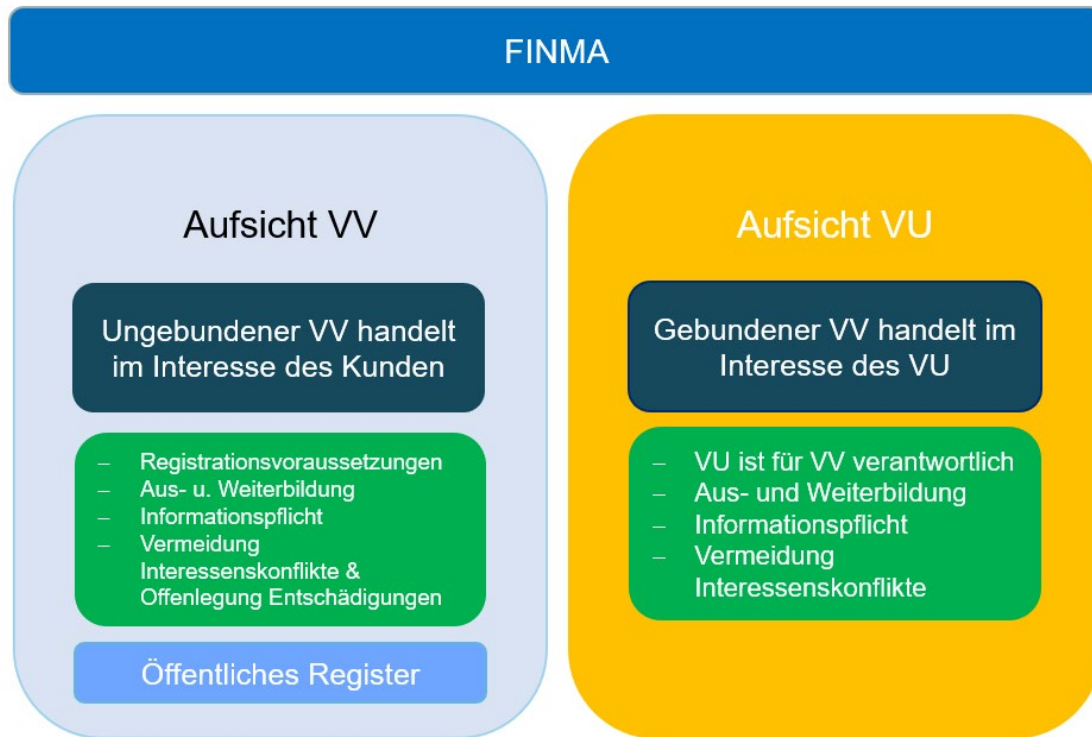 FINMA
Aufsicht VV
Ungebundener VV handelt
im Interesse des Kunden
– Registrationsvoraussetzungen
– Aus- u. Weiterbildung
– Informationspflicht
– Vermeidung
Interessenskonflikte &
Offenlegung Entschädigungen
Öffentliches Register
Aufsicht VU
Gebundener VV handelt im
Interesse des VU
– VU ist für VV verantwortlich
– Aus- und Weiterbildung
– Informationspflicht
– Vermeidung
Interessenskonflikte